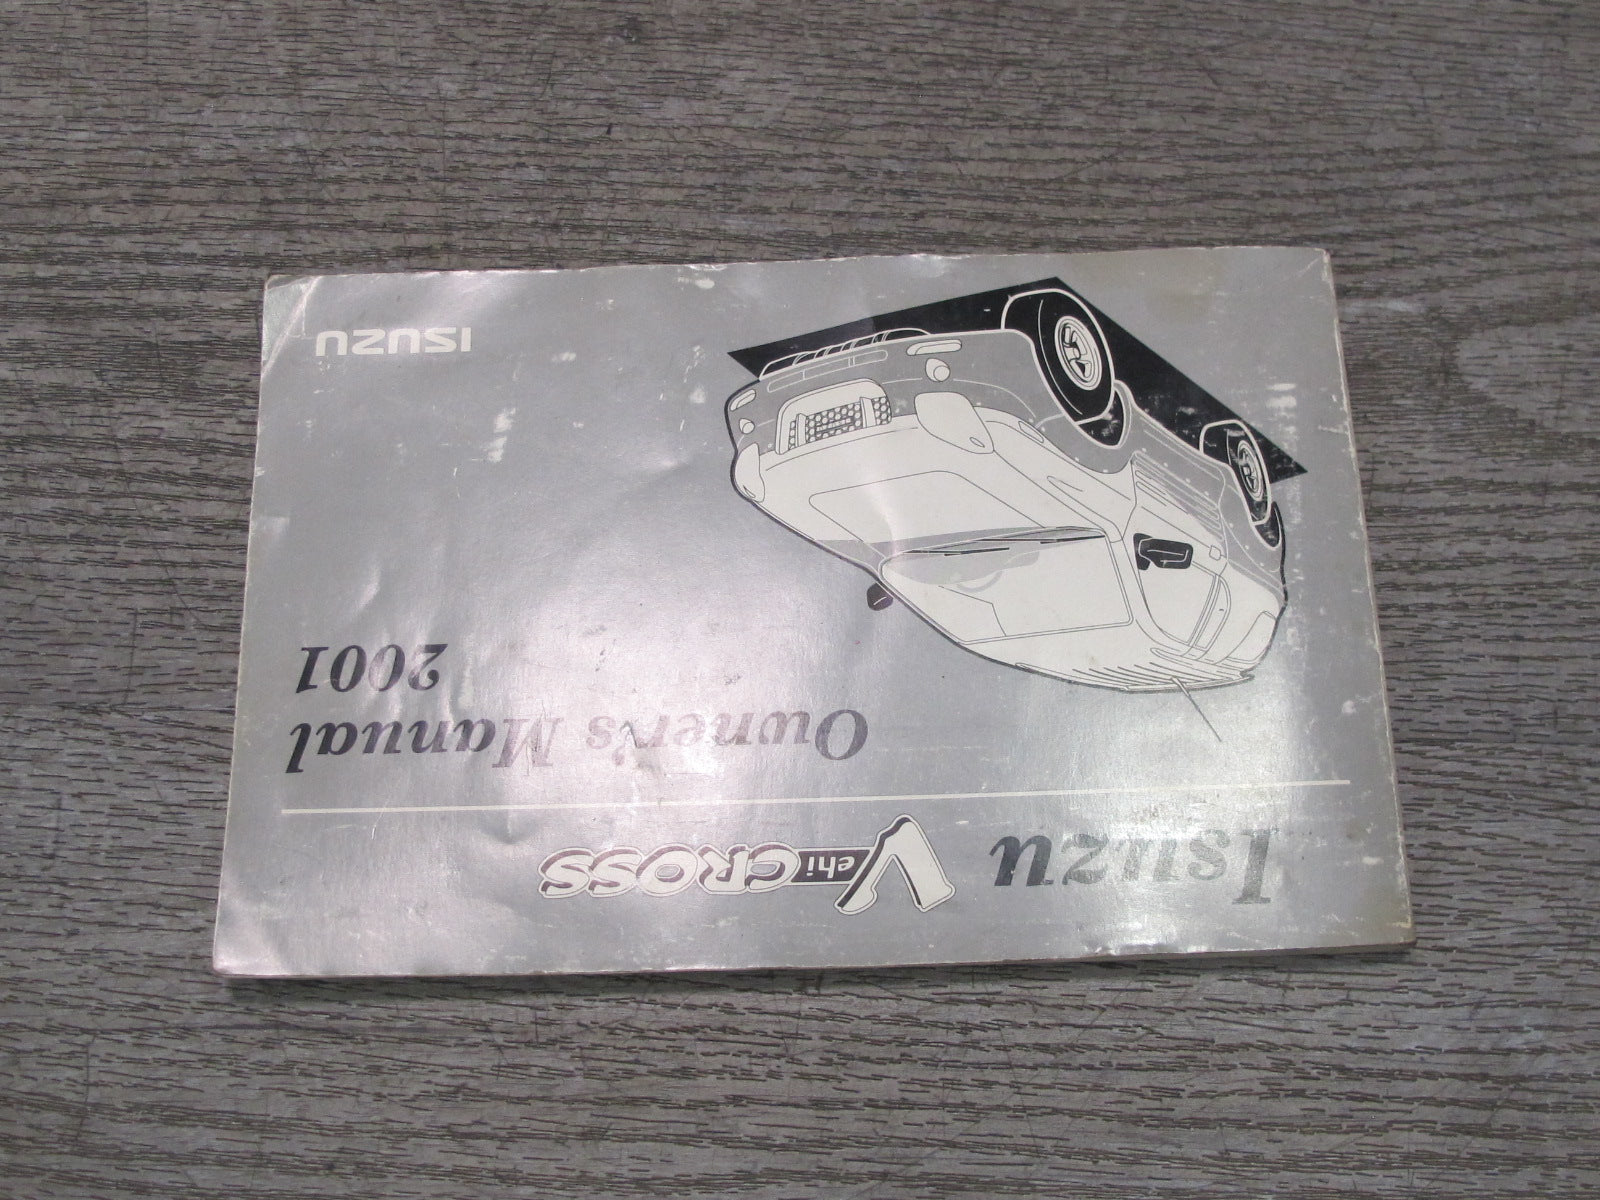 Isuzu VehiCROSS
Owner's Manual
2001
ISUZU